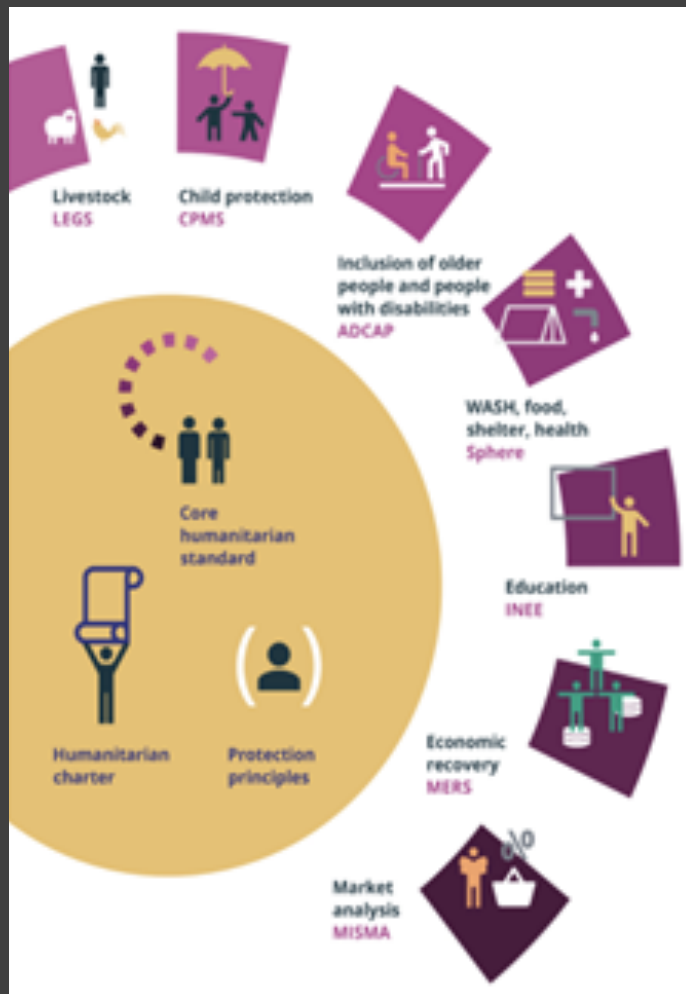 Livestock
LEGS
Child protection
CPMS
Inclusion of older
people and people
with disabilities
ADCAP
WASH, food,
shelter, health
Sphere
Education
INEE
Economic
recovery
MERS
Market
analysis
MISMA
Core
humanitarian
standard
Humanitarian
charter
Protection
principles